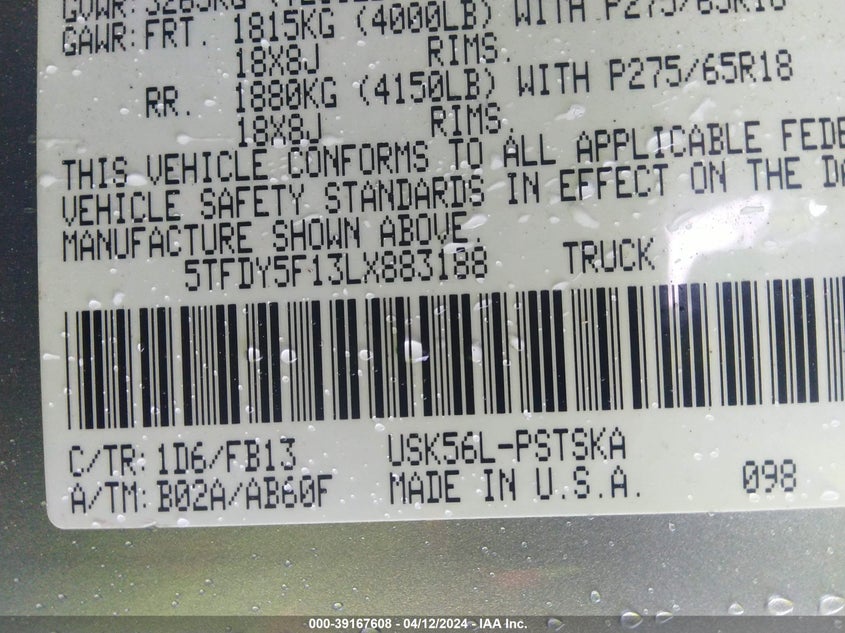 GVWR: 3285KG
WITH P275/65R18
GAWR: FRT. 1815KG (4000LB)
18X8J RIMS.
RR. 1880KG (4150LB) WITH P275/65R18
18X8J RIMS.
THIS VEHICLE CONFORMS TO ALL APPLICABLE FEDE
VEHICLE SAFETY STANDARDS IN EFFECT ON THE DA
MANUFACTURE SHOWN ABOVE
5TFDY5F13LX883188 TRUCK
C/TR: 1D6/FB13 USK56L-PSTSKA
A/TM: B02A/AB60F MADE IN U.S.A. 098
000-39167608 - 04/12/2024 - IAA Inc.